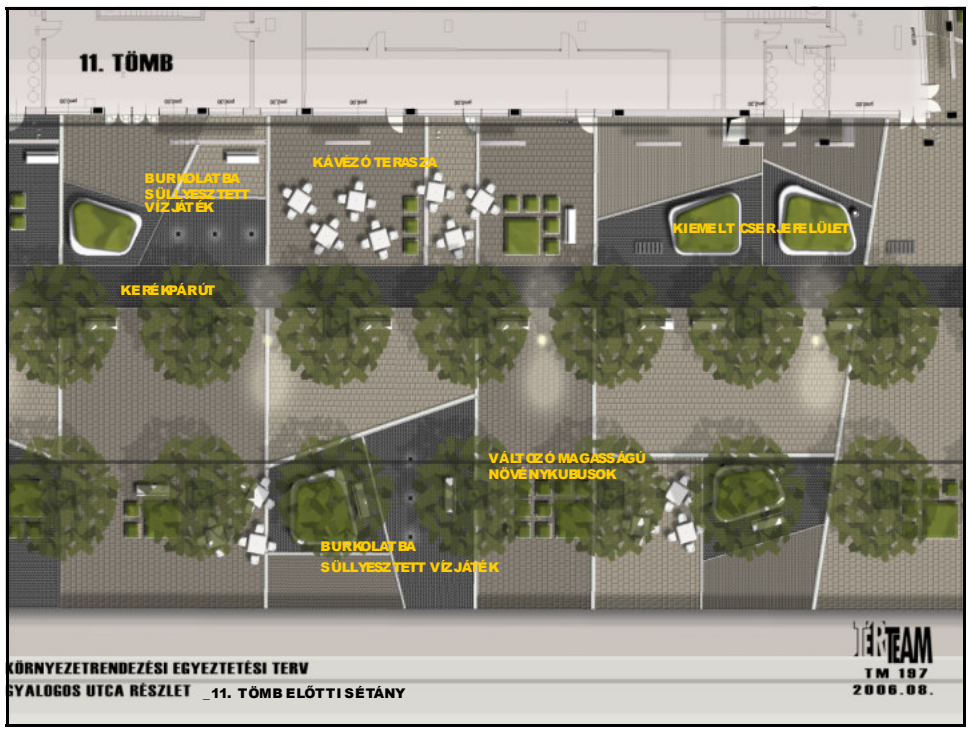 11. TÖMB
KÁVÉZÓ TERASZA
BURKOLATBA
SÜLLYESZTETT
VÍZJÁTÉK
KIEMELT CSERJEFELÜLET
KERÉKPÁRÚT
VÁLTOZÓ MAGASSÁGÚ
NÖVÉNYKUBUSOK
BURKOLATBA
SÜLLYESZTETT VÍZJÁTÉK
TÉRTEAM
KÖRNYEZETRENDEZÉSI EGYEZTETÉSI TERV
TM 197
GYALOGOS UTCA RÉSZLET _11. TÖMB ELŐTTI SÉTÁNY
2006.08.